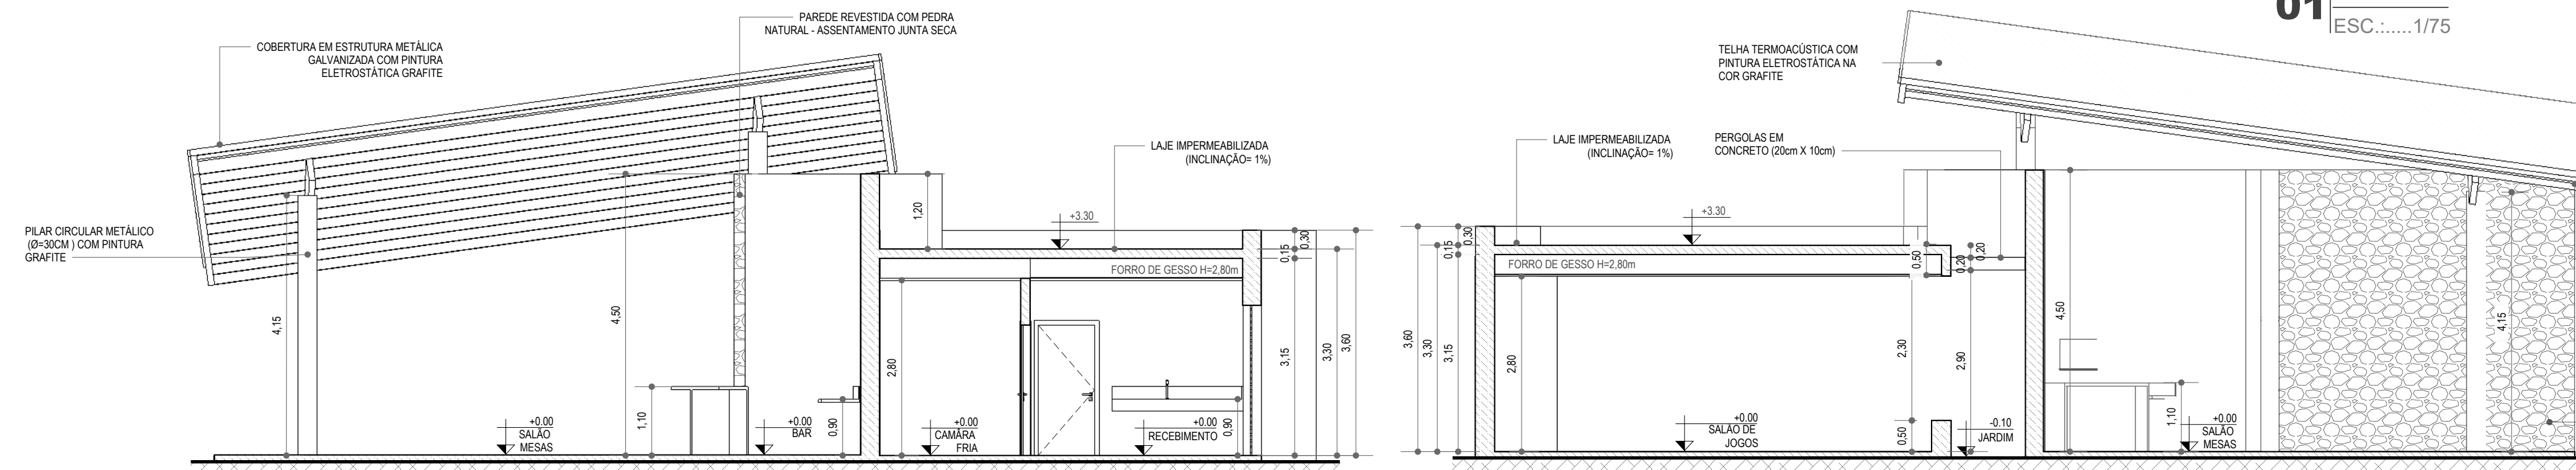 COBERTURA EM ESTRUTURA METÁLICA
GALVANIZADA COM PINTURA
ELETROSTÁTICA GRAFITE
PAREDE REVESTIDA COM PEDRA
NATURAL - ASSENTAMENTO JUNTA SECA
PILAR CIRCULAR METÁLICO
(Ø=30CM ) COM PINTURA
GRAFITE
LAJE IMPERMEABILIZADA
(INCLINAÇÃO= 1%)
1,20
+3.30
0,30
0,15
FORRO DE GESSO H=2,80m
4,15
4,50
2,80
3,15
3,30
3,60
1,10
0,90
0,90
+0.00
SALÃO
MESAS
+0.00
BAR
+0.00
CAMÂRA
FRIA
+0.00
RECEBIMENTO
01
ESC.:.....1/75
TELHA TERMOACÚSTICA COM
PINTURA ELETROSTÁTICA NA
COR GRAFITE
LAJE IMPERMEABILIZADA
(INCLINAÇÃO= 1%)
PERGOLAS EM
CONCRETO (20cm X 10cm)
+3.30
0,30
0,15
FORRO DE GESSO H=2,80m
0,50
0,20
0,20
3,60
3,30
3,15
2,80
2,30
2,90
4,50
4,15
0,50
1,10
+0.00
SALÃO DE
JOGOS
-0.10
JARDIM
+0.00
SALÃO
MESAS